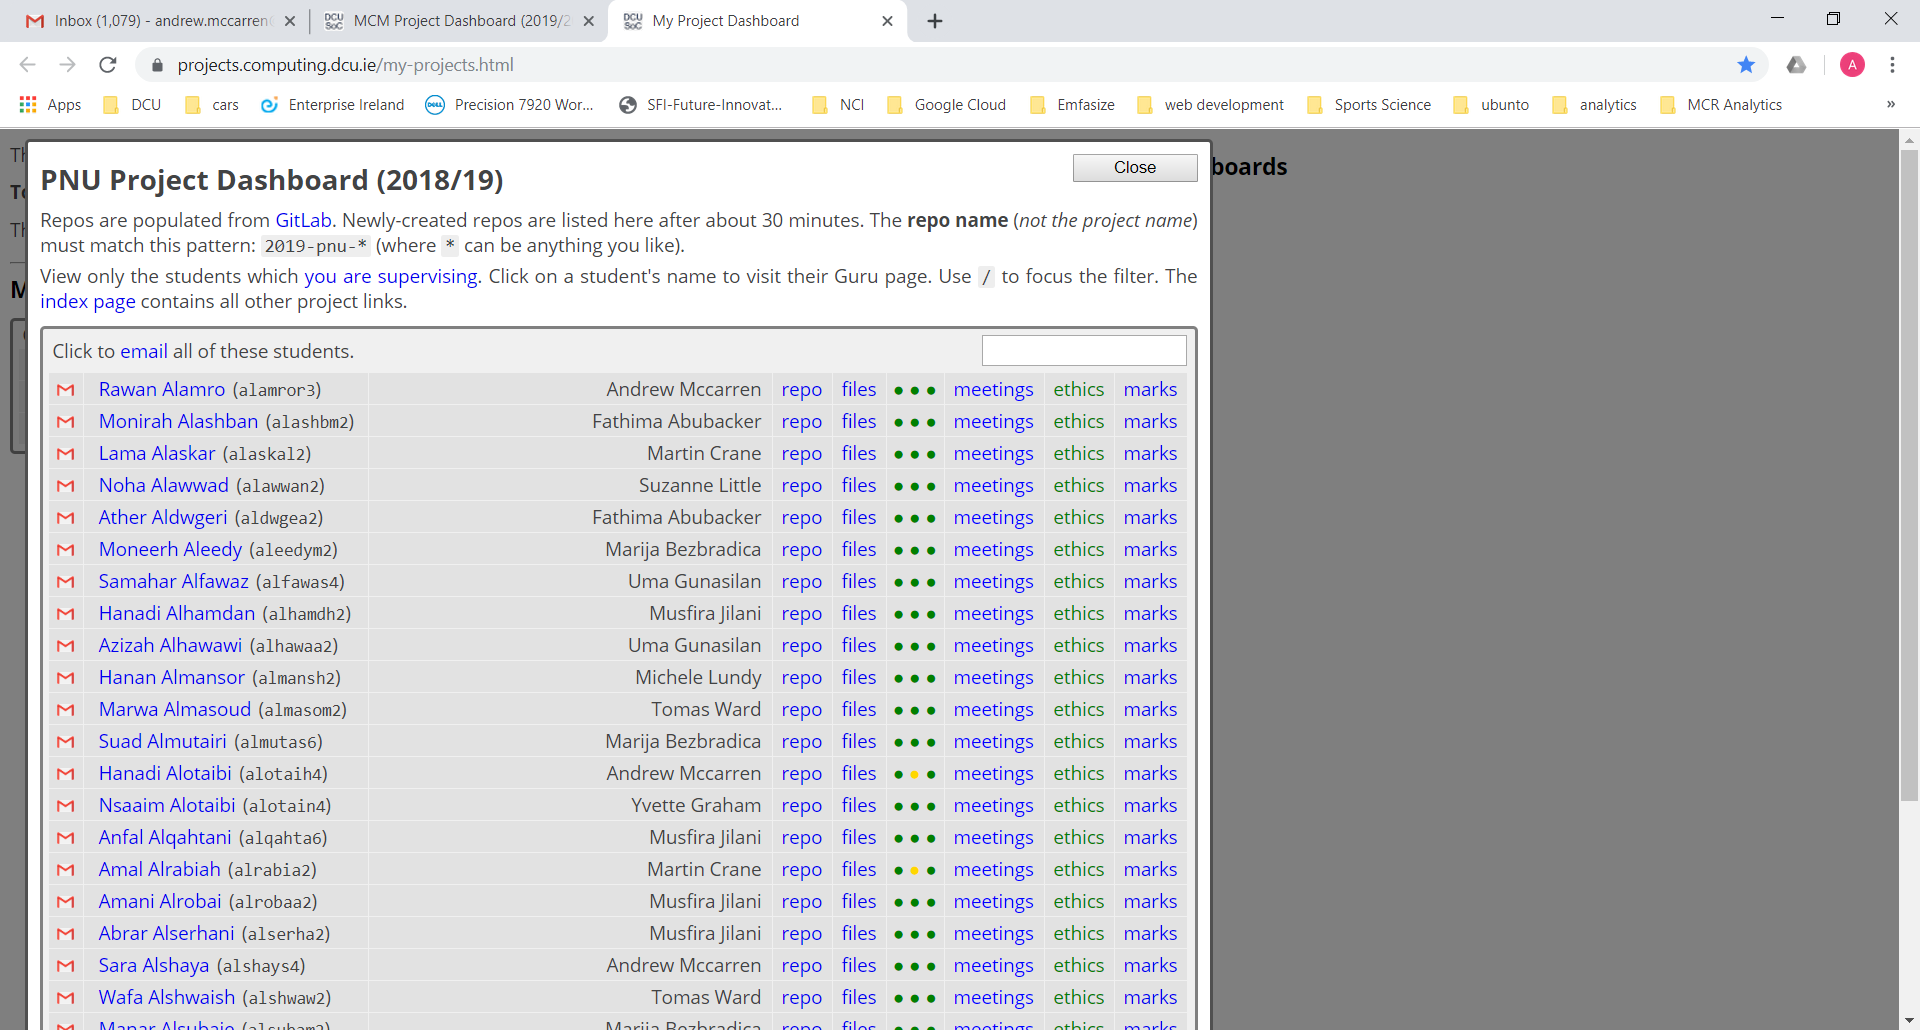 Inbox (1,079) - andrew.mccarren
MCM Project Dashboard (2019/2
My Project Dashboard
projects.computing.dcu.ie/my-projects.html
A
Apps DCU cars Enterprise Ireland Precision 7920 Wor... SFI-Future-Innovat... NCI Google Cloud Emfasize web development Sports Science ubunto analytics MCR Analytics »
boards
Close
PNU Project Dashboard (2018/19)
Repos are populated from GitLab. Newly-created repos are listed here after about 30 minutes. The repo name (not the project name)
must match this pattern: 2019-pnu-* (where * can be anything you like).
View only the students which you are supervising. Click on a student's name to visit their Guru page. Use / to focus the filter. The
index page contains all other project links.
Click to email all of these students.
Rawan Alamro (alamror3) Andrew Mccarren repo files ● ● ● meetings ethics marks
Monirah Alashban (alashbm2) Fathima Abubacker repo files ● ● ● meetings ethics marks
Lama Alaskar (alaskal2) Martin Crane repo files ● ● ● meetings ethics marks
Noha Alawwad (alawwan2) Suzanne Little repo files ● ● ● meetings ethics marks
Ather Aldwgeri (aldwgea2) Fathima Abubacker repo files ● ● ● meetings ethics marks
Moneerh Aleedy (aleedym2) Marija Bezbradica repo files ● ● ● meetings ethics marks
Samahar Alfawaz (alfawas4) Uma Gunasilan repo files ● ● ● meetings ethics marks
Hanadi Alhamdan (alhamdh2) Musfira Jilani repo files ● ● ● meetings ethics marks
Azizah Alhawawi (alhawaa2) Uma Gunasilan repo files ● ● ● meetings ethics marks
Hanan Almansor (almansh2) Michele Lundy repo files ● ● ● meetings ethics marks
Marwa Almasoud (almasom2) Tomas Ward repo files ● ● ● meetings ethics marks
Suad Almutairi (almutas6) Marija Bezbradica repo files ● ● ● meetings ethics marks
Hanadi Alotaibi (alotaih4) Andrew Mccarren repo files ● ● ● meetings ethics marks
Nsaaim Alotaibi (alotain4) Yvette Graham repo files ● ● ● meetings ethics marks
Anfal Alqahtani (alqahta6) Musfira Jilani repo files ● ● ● meetings ethics marks
Amal Alrabiah (alrabia2) Martin Crane repo files ● ● ● meetings ethics marks
Amani Alrobai (alrobaa2) Musfira Jilani repo files ● ● ● meetings ethics marks
Abrar Alserhani (alserha2) Musfira Jilani repo files ● ● ● meetings ethics marks
Sara Alshaya (alshays4) Andrew Mccarren repo files ● ● ● meetings ethics marks
Wafa Alshwaish (alshwaw2) Tomas Ward repo files ● ● ● meetings ethics marks
Manar Alsubaie (alsubam2) Marija Bezbradica repo files ● ● ● meetings ethics marks